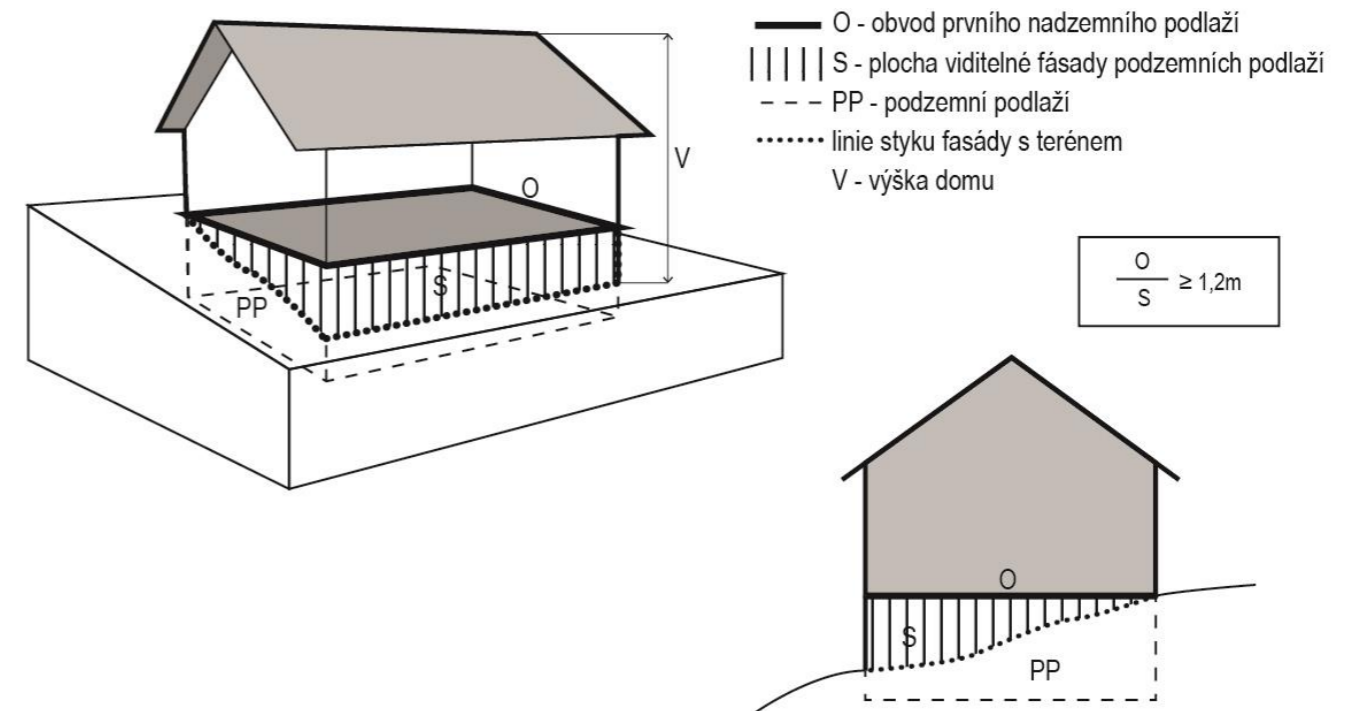 O - obvod prvního nadzemního podlaží
S - plocha viditelné fásady podzemních podlaží
PP - podzemní podlaží
linie styku fasády s terénem
V - výška domu
V
O
S
PP
O
S
≥ 1,2m
O
S
PP